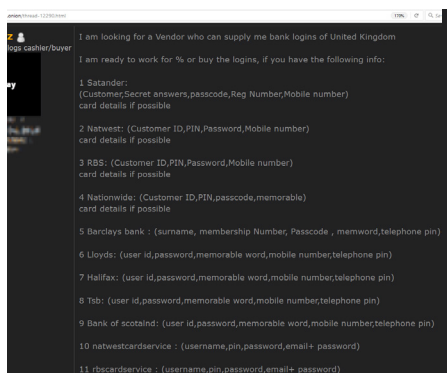 .onion/thread-12290.html
170%
I am looking for a Vendor who can supply me bank logins of United Kingdom
logs cashier/buyer
I am ready to work for % or buy the logins, if you have the following info:
1 Satander:
(Customer,Secret answers,passcode,Reg Number,Mobile number)
card details if possible
2 Natwest: (Customer ID,PIN,Password,Mobile number)
card details if possible
3 RBS: (Customer ID,PIN,Password,Mobile number)
card details if possible
4 Nationwide: (Customer ID,PIN,passcode,memorable)
card details if possible
5 Barclays bank : (surname, membership Number, Passcode , memword,telephone pin)
6 Lloyds: (user id,password,memorable word,mobile number,telephone pin)
7 Halifax: (user id,password,memorable word,mobile number,telephone pin)
8 Tsb: (user id,password,memorable word,mobile number,telephone pin)
9 Bank of scotalnd: (user id,password,memorable word,mobile number,telephone pin)
10 natwestcardservice : (username,pin,password,email+ password)
11 rbscardservice : (username,pin,password,email+ password)